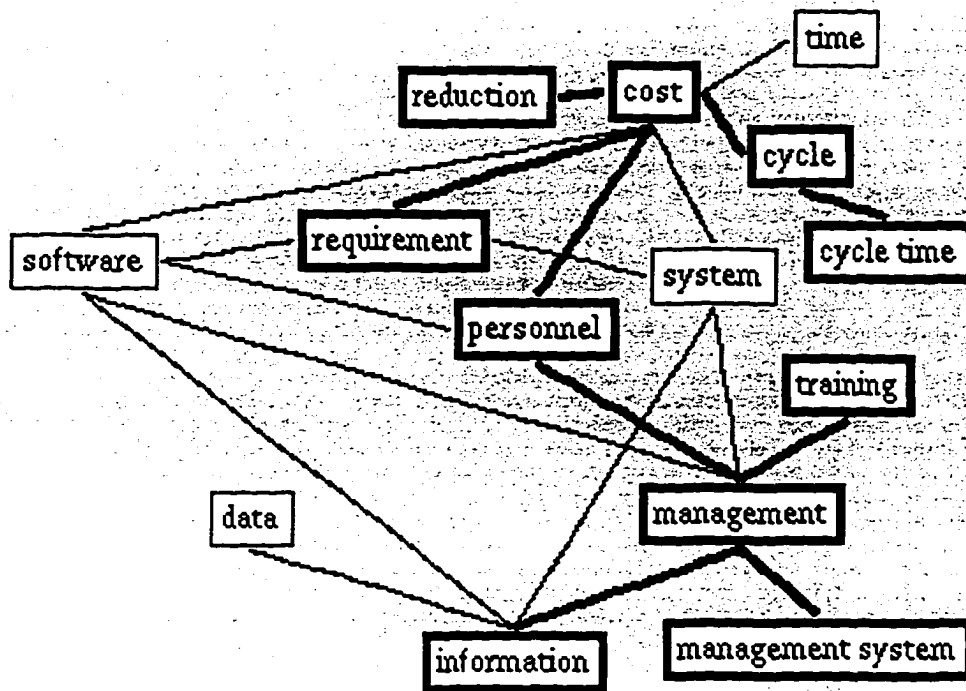 time
reduction
cost
cycle
requirement
cycle time
software
system
personnel
training
management
data
information
management system